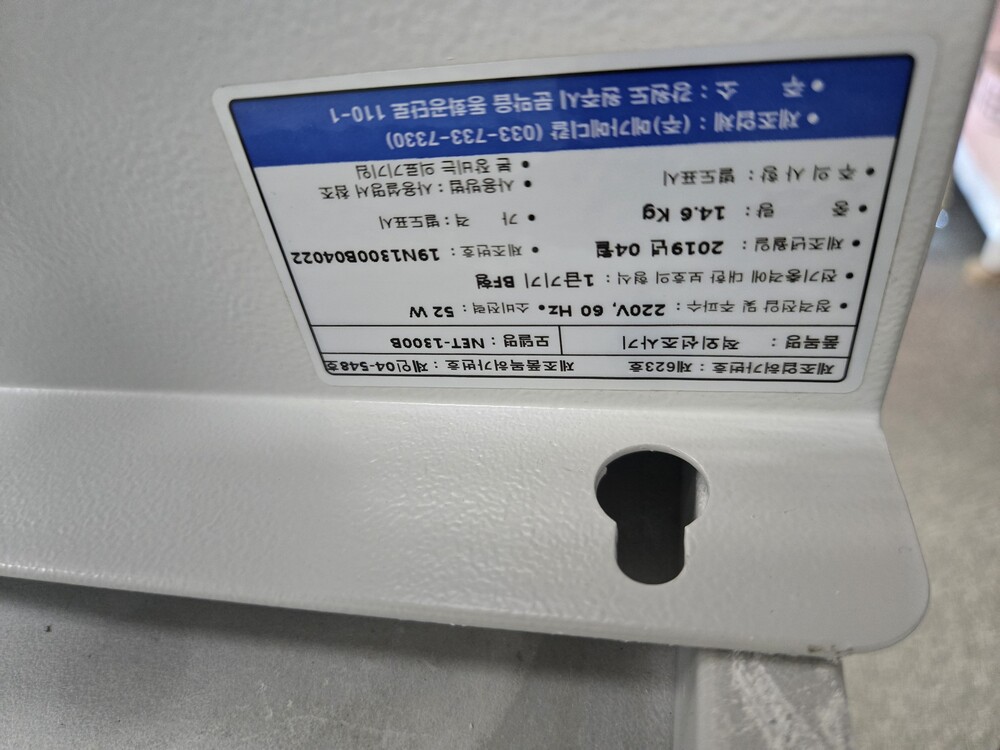 제조업허가번호 : 제623호 제조품목허가번호 : 제인04-548호
품목명 : 적외선조사기 모델명 : NET-1300B
• 정격전압 및 주파수 : 220V, 60 Hz • 소비전력 : 52 W
• 전기충격에 대한 보호의 형식 : 1급기기 BF형
• 제조년월일 : 2019년 04월 • 제조번호 : 19N1300B04022
• 중 량 : 14.6 Kg • 가 격 : 별도표시
• 주 의 사 항 : 별도표시 • 사용방법 : 사용설명서 참조
• 본 장비는 의료기기임
• 제조업체 : (주)메가메디칼 (033-733-7330)
• 주 소 : 강원도 원주시 문막읍 동화공단로 110-1